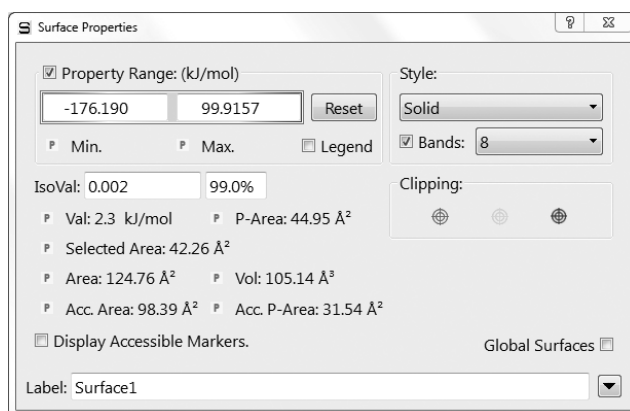 S Surface Properties ?
Property Range: (kJ/mol)
-176.190 99.9157 Reset
P Min. P Max. Legend
Style:
Solid
Bands: 8
IsoVal: 0.002 99.0%
Clipping:
P Val: 2.3 kJ/mol P P-Area: 44.95 Å²
P Selected Area: 42.26 Å²
P Area: 124.76 Å² P Vol: 105.14 Å³
P Acc. Area: 98.39 Å² P Acc. P-Area: 31.54 Å²
Display Accessible Markers.
Global Surfaces
Label: Surface1